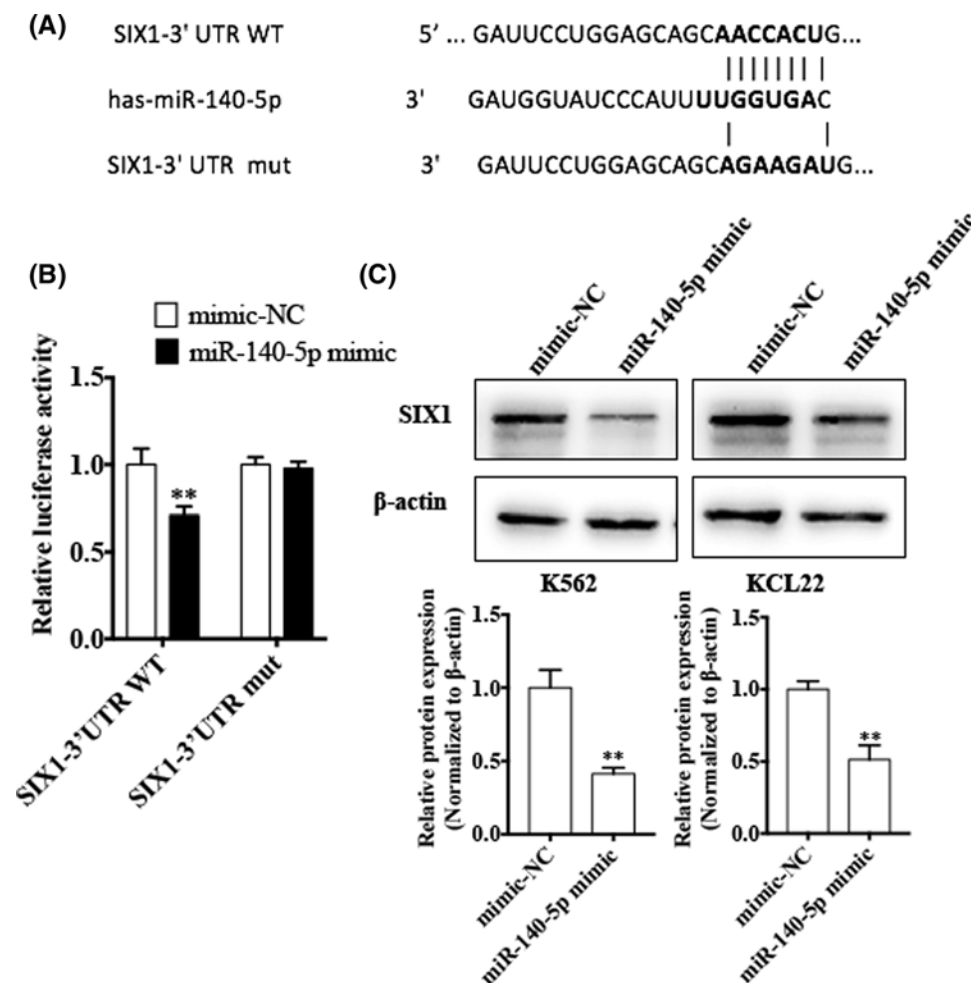 (A)
SIX1-3' UTR WT 5' ... GAUUCCUGGAGCAGCAACCACUG...
has-miR-140-5p 3' GAUGGUAUCCCAUUUUGGUGAC
SIX1-3' UTR mut 3' GAUUCCUGGAGCAGCAGAAGAUG...
(B)
mimic-NC
miR-140-5p mimic
Relative luciferase activity
1.5
1.0
0.5
0.0
**
SIX1-3'UTR WT
SIX1-3'UTR mut
(C)
mimic-NC
miR-140-5p mimic
mimic-NC
miR-140-5p mimic
SIX1
β-actin
K562
KCL22
Relative protein expression
(Normalized to β-actin)
1.5
1.0
0.5
0.0
**
mimic-NC
miR-140-5p mimic
Relative protein expression
(Normalized to β-actin)
1.5
1.0
0.5
0.0
**
mimic-NC
miR-140-5p mimic